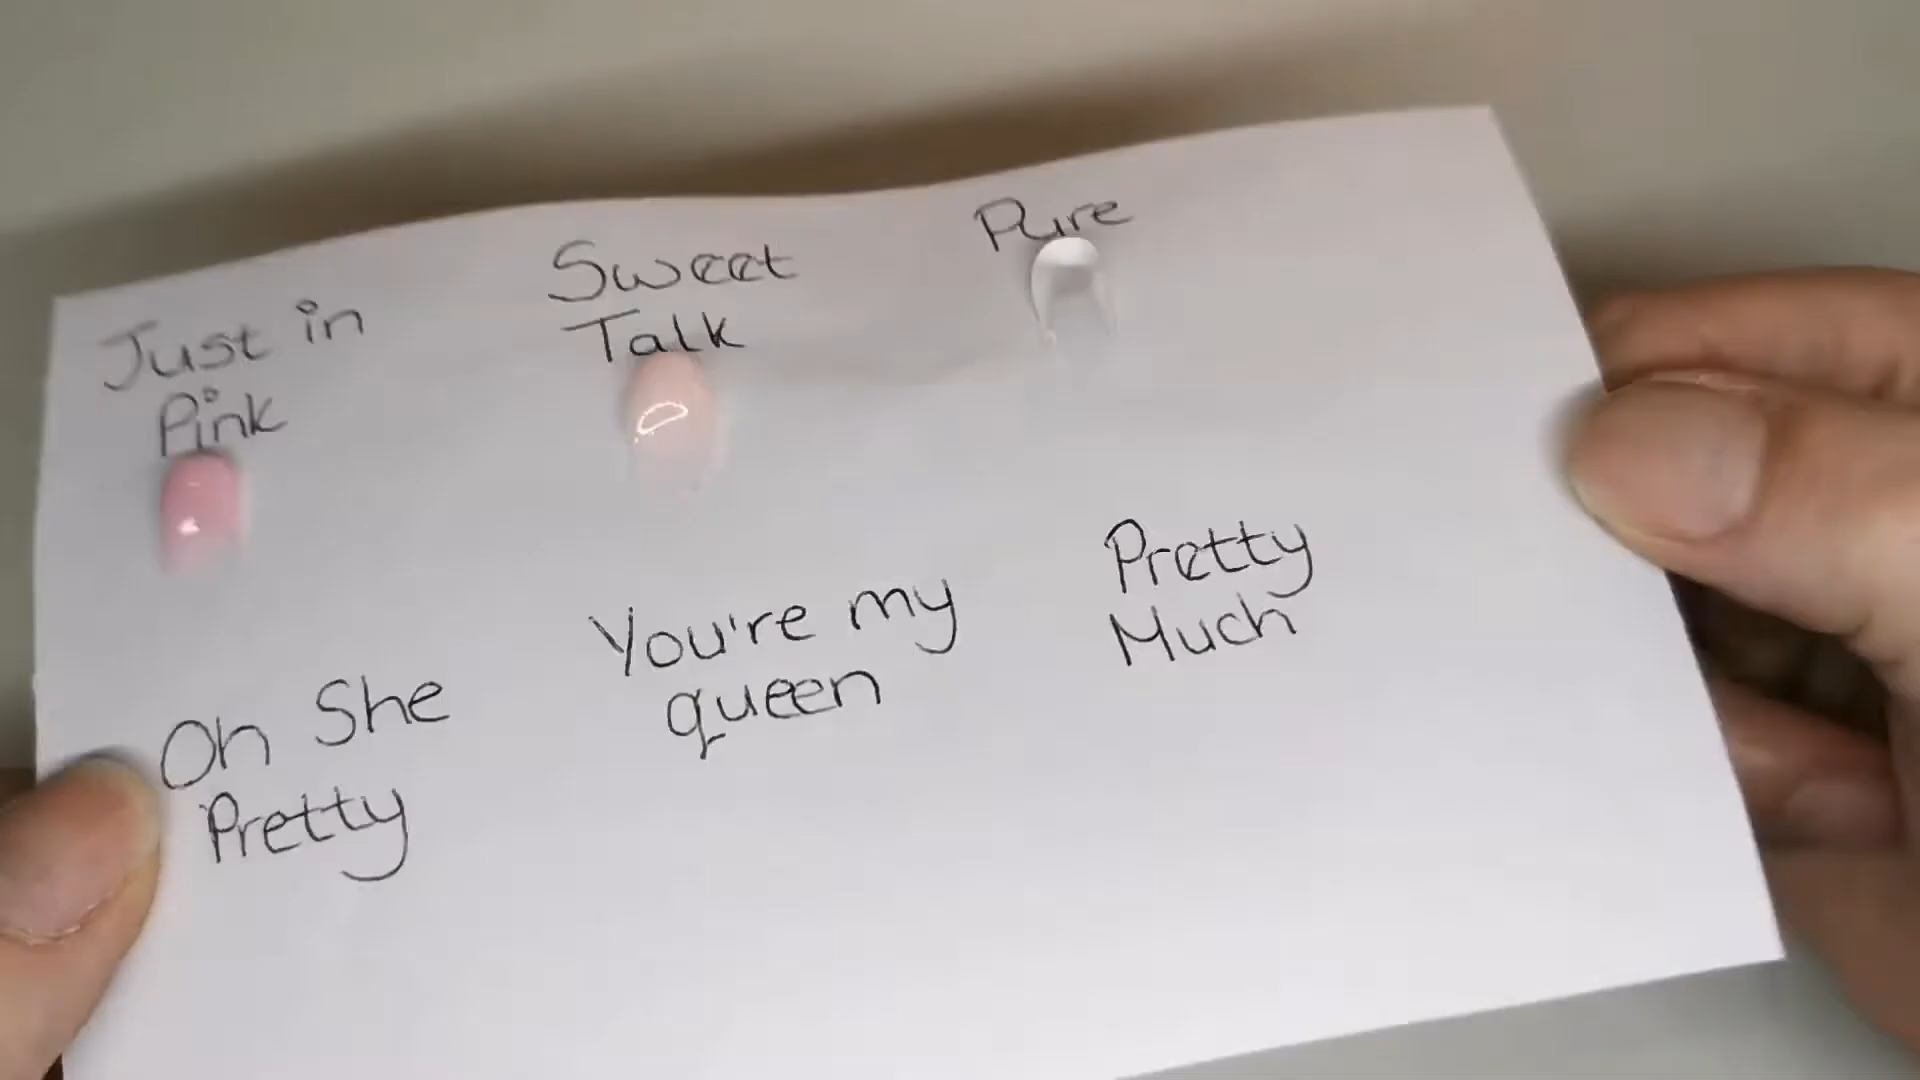 Just in
Pink
Sweet
Talk
Pure
Oh She
Pretty
You're my
queen
Pretty
Much